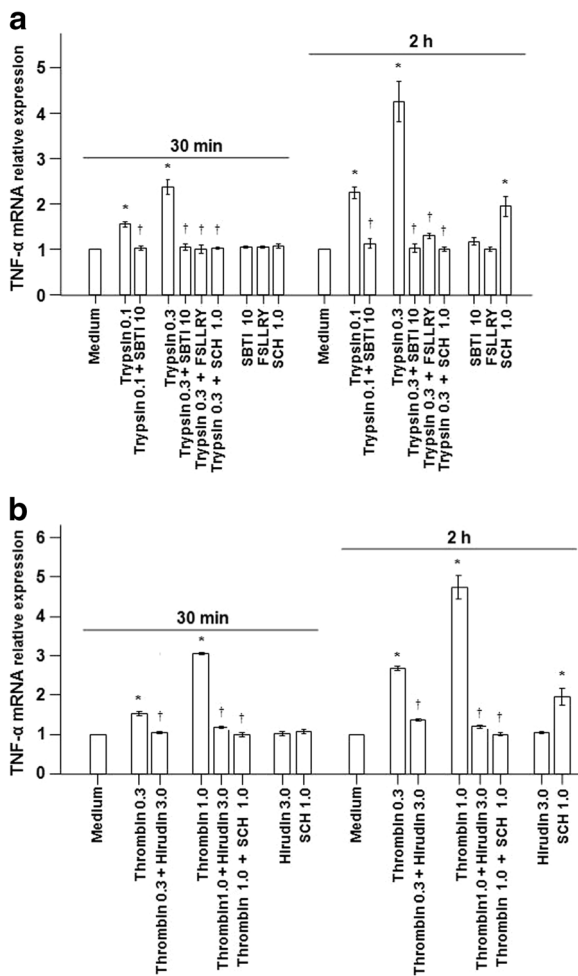 a
2 h
30 min
TNF-α mRNA relative expression
5
4
3
2
1
0
*
†
*
†
†
†
*
†
*
†
†
†
*
Medium
Trypsin 0.1
Trypsin 0.1 + SBTI 10
Trypsin 0.3
Trypsin 0.3 + SBTI 10
Trypsin 0.3 + FSLLRY
Trypsin 0.3 + SCH 1.0
SBTI 10
FSLLRY
SCH 1.0
Medium
Trypsin 0.1
Trypsin 0.1 + SBTI 10
Trypsin 0.3
Trypsin 0.3 + SBTI 10
Trypsin 0.3 + FSLLRY
Trypsin 0.3 + SCH 1.0
SBTI 10
FSLLRY
SCH 1.0
b
2 h
30 min
TNF-α mRNA relative expression
6
5
4
3
2
1
0
*
†
*
†
†
*
†
*
†
†
*
Medium
Thrombin 0.3
Thrombin 0.3 + Hirudin 3.0
Thrombin 1.0
Thrombin1.0 + Hirudin 3.0
Thrombin 1.0 + SCH 1.0
Hirudin 3.0
SCH 1.0
Medium
Thrombin 0.3
Thrombin 0.3 + Hirudin 3.0
Thrombin 1.0
Thrombin1.0 + Hirudin 3.0
Thrombin 1.0 + SCH 1.0
Hirudin 3.0
SCH 1.0